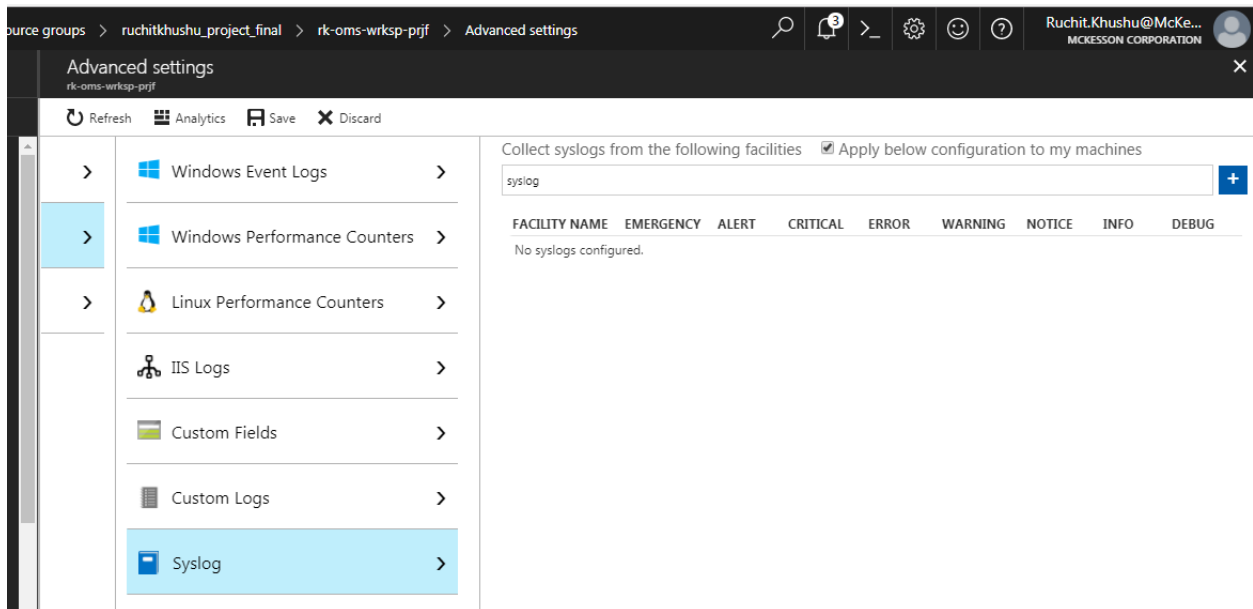 ource groups > ruchitkhushu_project_final > rk-oms-wrksp-prjf > Advanced settings
3
Ruchit.Khushu@McKe...
MCKESSON CORPORATION
Advanced settings
rk-oms-wrksp-prjf
Refresh Analytics Save Discard
Windows Event Logs
Windows Performance Counters
Linux Performance Counters
IIS Logs
Custom Fields
Custom Logs
Syslog
Collect syslogs from the following facilities Apply below configuration to my machines
syslog
FACILITY NAME EMERGENCY ALERT CRITICAL ERROR WARNING NOTICE INFO DEBUG
No syslogs configured.